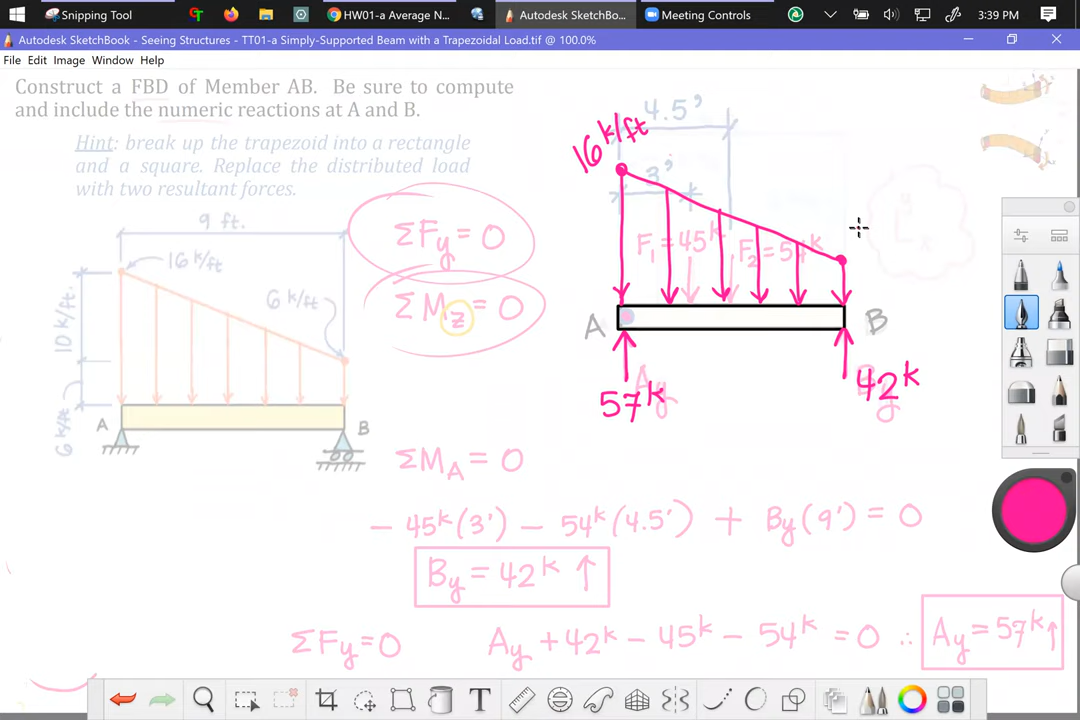 Snipping Tool
HW01-a Average N...
Autodesk SketchBo...
Meeting Controls
3:39 PM
Autodesk SketchBook - Seeing Structures - TT01-a Simply-Supported Beam with a Trapezoidal Load.tif @ 100.0%
File Edit Image Window Help
Construct a FBD of Member AB. Be sure to compute
and include the numeric reactions at A and B.
Hint: break up the trapezoid into a rectangle
and a square. Replace the distributed load
with two resultant forces.
9 ft.
16 k/ft
6 k/ft
10 k/ft
6 k/ft
A
B
ΣFy = 0
ΣMz = 0
4.5'
16 k/ft
3'
F₁ = 45ᵏ
F₂ = 54ᵏ
y
x
A
B
Ay
57ᵏ
By
42ᵏ
ΣMA = 0
- 45ᵏ(3') - 54ᵏ(4.5') + By(9') = 0
By = 42ᵏ ↑
ΣFy = 0 Ay + 42ᵏ - 45ᵏ - 54ᵏ = 0 ∴ Ay = 57ᵏ ↑